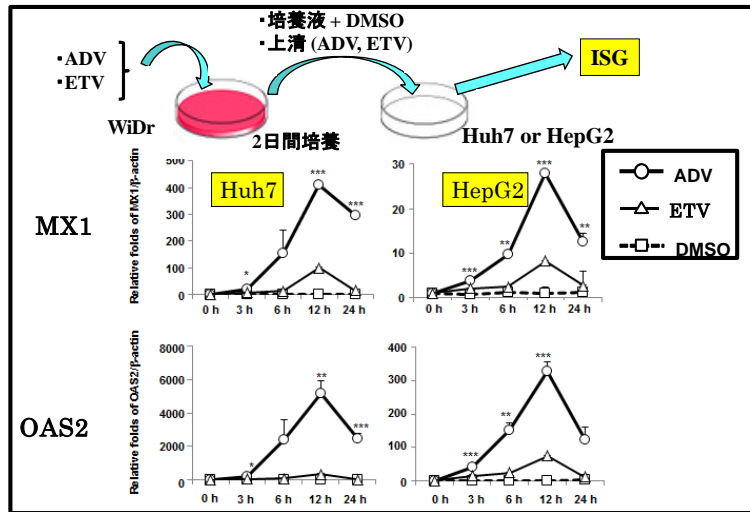 ・ADV
・ETV
WiDr
2日間培養
・培養液 + DMSO
・上清 (ADV, ETV)
Huh7 or HepG2
ISG
MX1
Relative folds of MX1/β-actin
Huh7
500
400
300
200
100
0
0 h 3 h 6 h 12 h 24 h
* *** ***
HepG2
30
20
10
0
0 h 3 h 6 h 12 h 24 h
*** ** *** **
ADV
ETV
DMSO
OAS2
Relative folds of OAS2/β-actin
8000
6000
4000
2000
0
0 h 3 h 6 h 12 h 24 h
* ** ***
400
300
200
100
0
0 h 3 h 6 h 12 h 24 h
*** ** ***